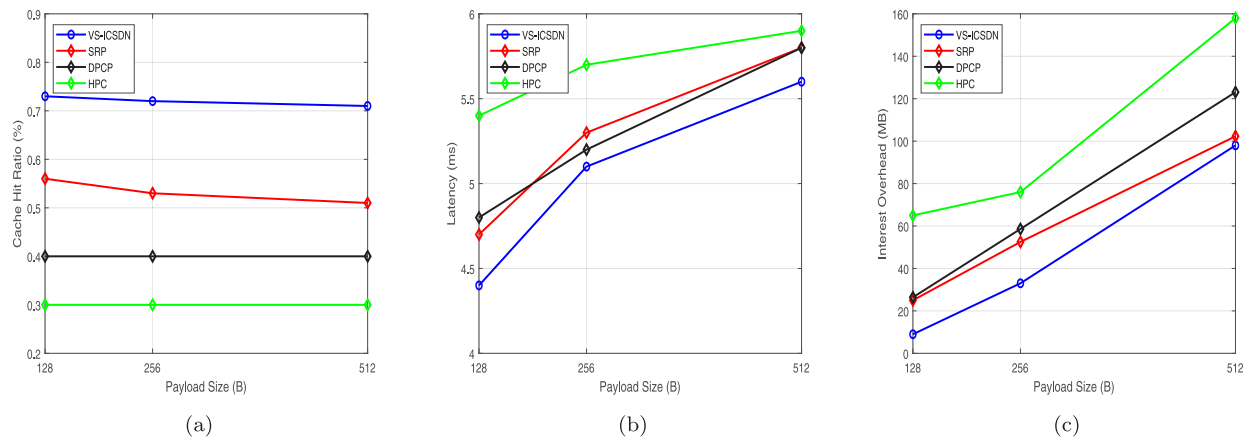 0.9
0.8
0.7
0.6
0.5
0.4
0.3
0.2
Cache Hit Ratio (%)
VS-ICSDN
SRP
DPCP
HPC
128
256
512
Payload Size (B)
(a)
6
5.5
5
4.5
4
Latency (ms)
VS-ICSDN
SRP
DPCP
HPC
128
256
512
Payload Size (B)
(b)
160
140
120
100
80
60
40
20
0
Interest Overhead (MB)
VS-ICSDN
SRP
DPCP
HPC
128
256
512
Payload Size (B)
(c)